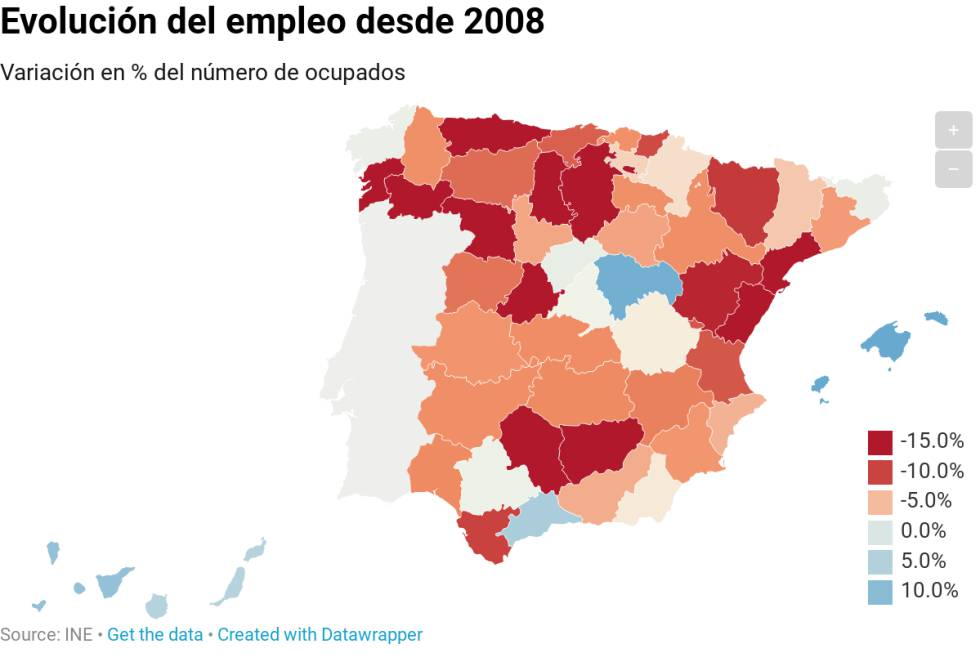 Evolución del empleo desde 2008
Variación en % del número de ocupados
+
−
-15.0%
-10.0%
-5.0%
0.0%
5.0%
10.0%
Source: INE • Get the data • Created with Datawrapper